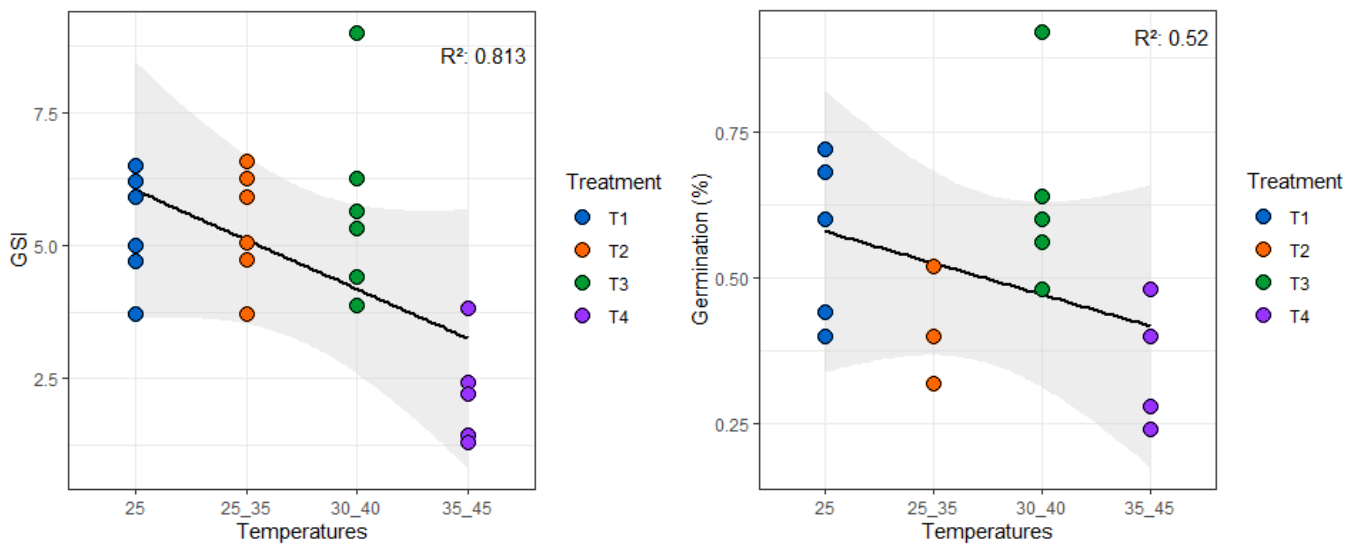 R²: 0.813
7.5
5.0
2.5
GSI
25
25_35
30_40
35_45
Temperatures
Treatment
T1
T2
T3
T4
R²: 0.52
0.75
0.50
0.25
Germination (%)
25
25_35
30_40
35_45
Temperatures
Treatment
T1
T2
T3
T4